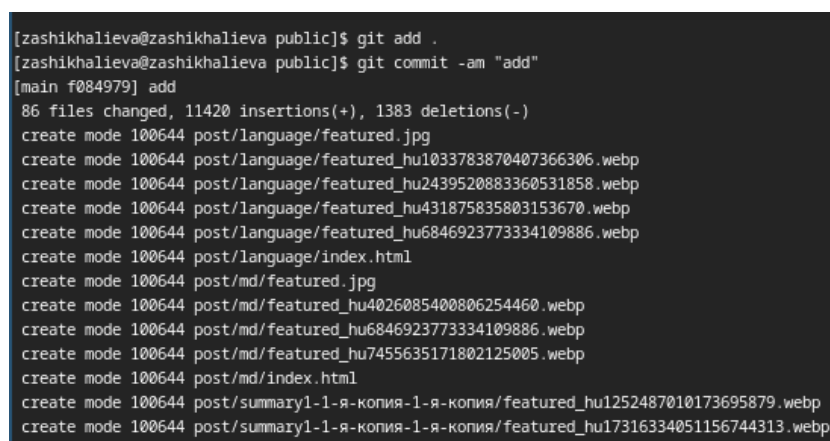 [zashikhalieva@zashikhalieva public]$ git add .
[zashikhalieva@zashikhalieva public]$ git commit -am "add"
[main f084979] add
86 files changed, 11420 insertions(+), 1383 deletions(-)
create mode 100644 post/language/featured.jpg
create mode 100644 post/language/featured_hu1033783870407366306.webp
create mode 100644 post/language/featured_hu2439520883360531858.webp
create mode 100644 post/language/featured_hu431875835803153670.webp
create mode 100644 post/language/featured_hu6846923773334109886.webp
create mode 100644 post/language/index.html
create mode 100644 post/md/featured.jpg
create mode 100644 post/md/featured_hu4026085400806254460.webp
create mode 100644 post/md/featured_hu6846923773334109886.webp
create mode 100644 post/md/featured_hu7455635171802125005.webp
create mode 100644 post/md/index.html
create mode 100644 post/summary1-1-я-копия-1-я-копия/featured_hu1252487010173695879.webp
create mode 100644 post/summary1-1-я-копия-1-я-копия/featured_hu17316334051156744313.webp